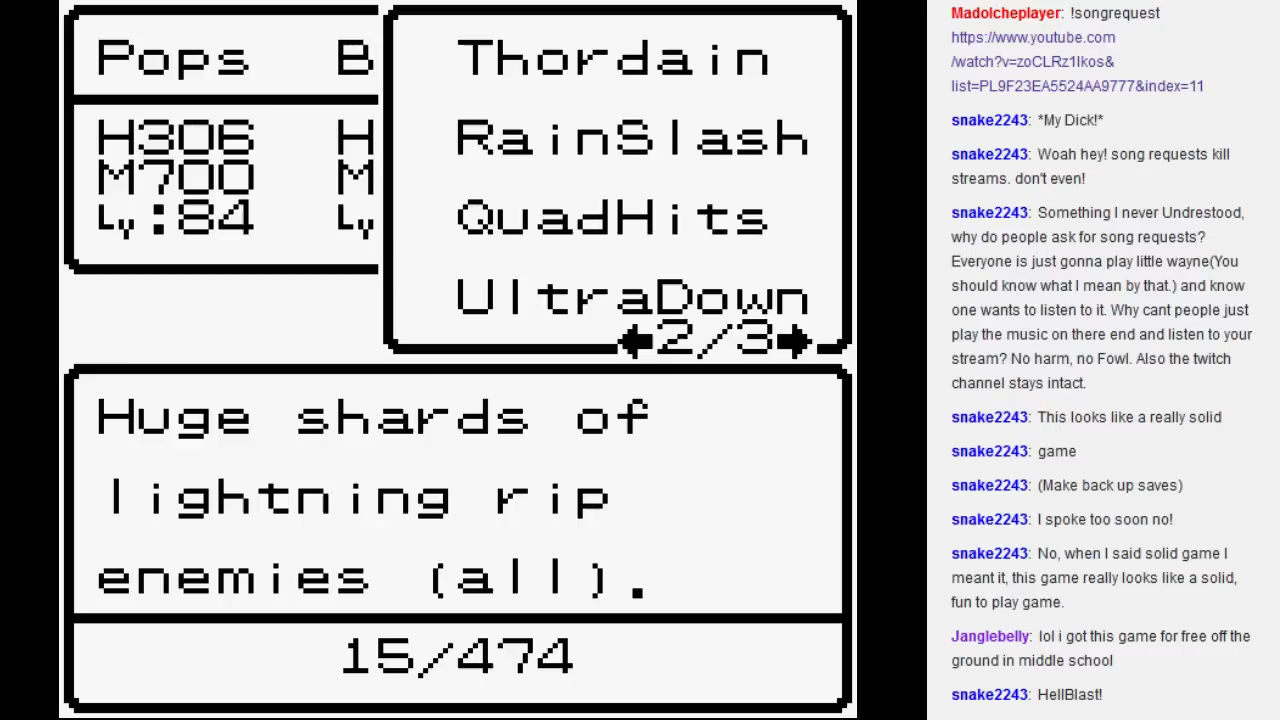 Pops B
H306 H
M700 M
Lv:84 Lv
Thordain
RainSlash
QuadHits
UltraDown
2/3
Huge shards of
lightning rip
enemies (all).
15/474
Madolcheplayer: !songrequest
https://www.youtube.com
/watch?v=zoCLRz1lkos&
list=PL9F23EA5524AA9777&index=11
snake2243: *My Dick!*
snake2243: Woah hey! song requests kill
streams. don't even!
snake2243: Something I never Undrestood,
why do people ask for song requests?
Everyone is just gonna play little wayne(You
should know what I mean by that.) and know
one wants to listen to it. Why cant people just
play the music on there end and listen to your
stream? No harm, no Fowl. Also the twitch
channel stays intact.
snake2243: This looks like a really solid
snake2243: game
snake2243: (Make back up saves)
snake2243: I spoke too soon no!
snake2243: No, when I said solid game I
meant it, this game really looks like a solid,
fun to play game.
Janglebelly: lol i got this game for free off the
ground in middle school
snake2243: HellBlast!